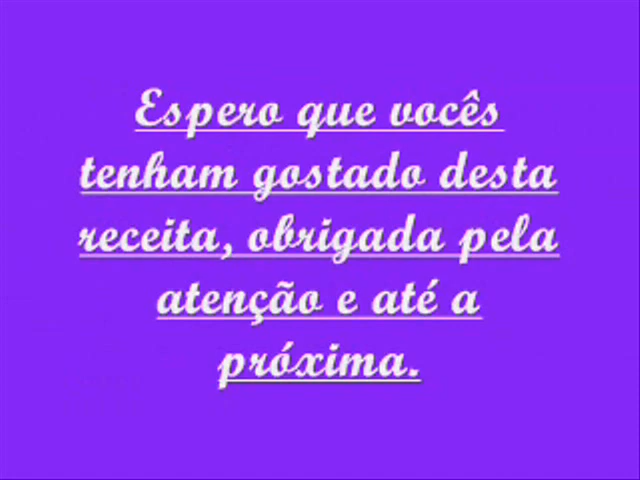 Espero que vocês
tenham gostado desta
receita, obrigada pela
atenção e até a
próxima.